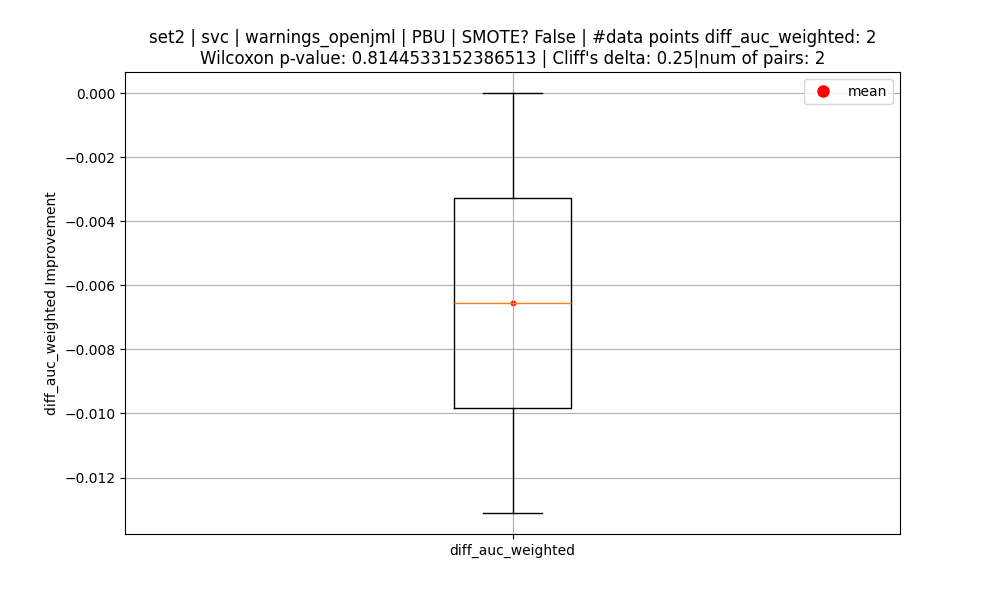 set2 | svc | warnings_openjml | PBU | SMOTE? False | #data points diff_auc_weighted: 2
Wilcoxon p-value: 0.8144533152386513 | Cliff's delta: 0.25|num of pairs: 2
mean
0.000
−0.002
−0.004
−0.006
−0.008
−0.010
−0.012
diff_auc_weighted Improvement
diff_auc_weighted